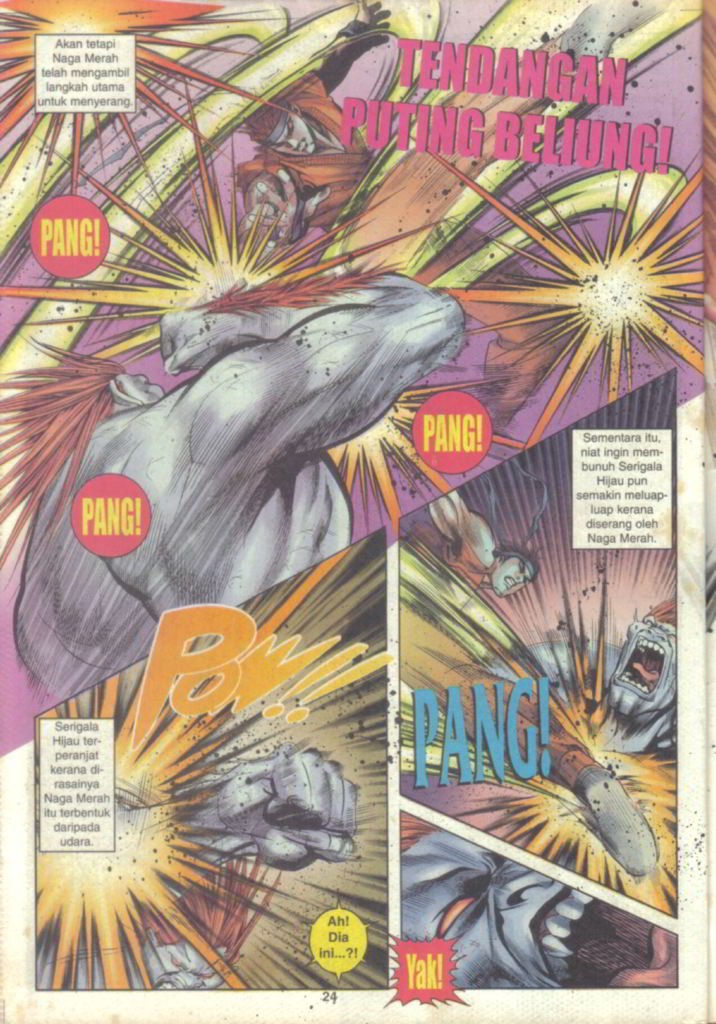 Akan tetapi
Naga Merah
telah mengambil
langkah utama
untuk menyerang.
TENDANGAN
PUTING BELIUNG!
PANG!
PANG!
PANG!
Sementara itu,
niat ingin mem-
bunuh Serigala
Hijau pun
semakin meluap-
luap kerana
diserang oleh
Naga Merah.
POW!!!
PANG!
Serigala
Hijau ter-
peranjat
kerana di-
rasainya
Naga Merah
itu terbentuk
daripada
udara.
Ah!
Dia
ini...?!
Yak!
24